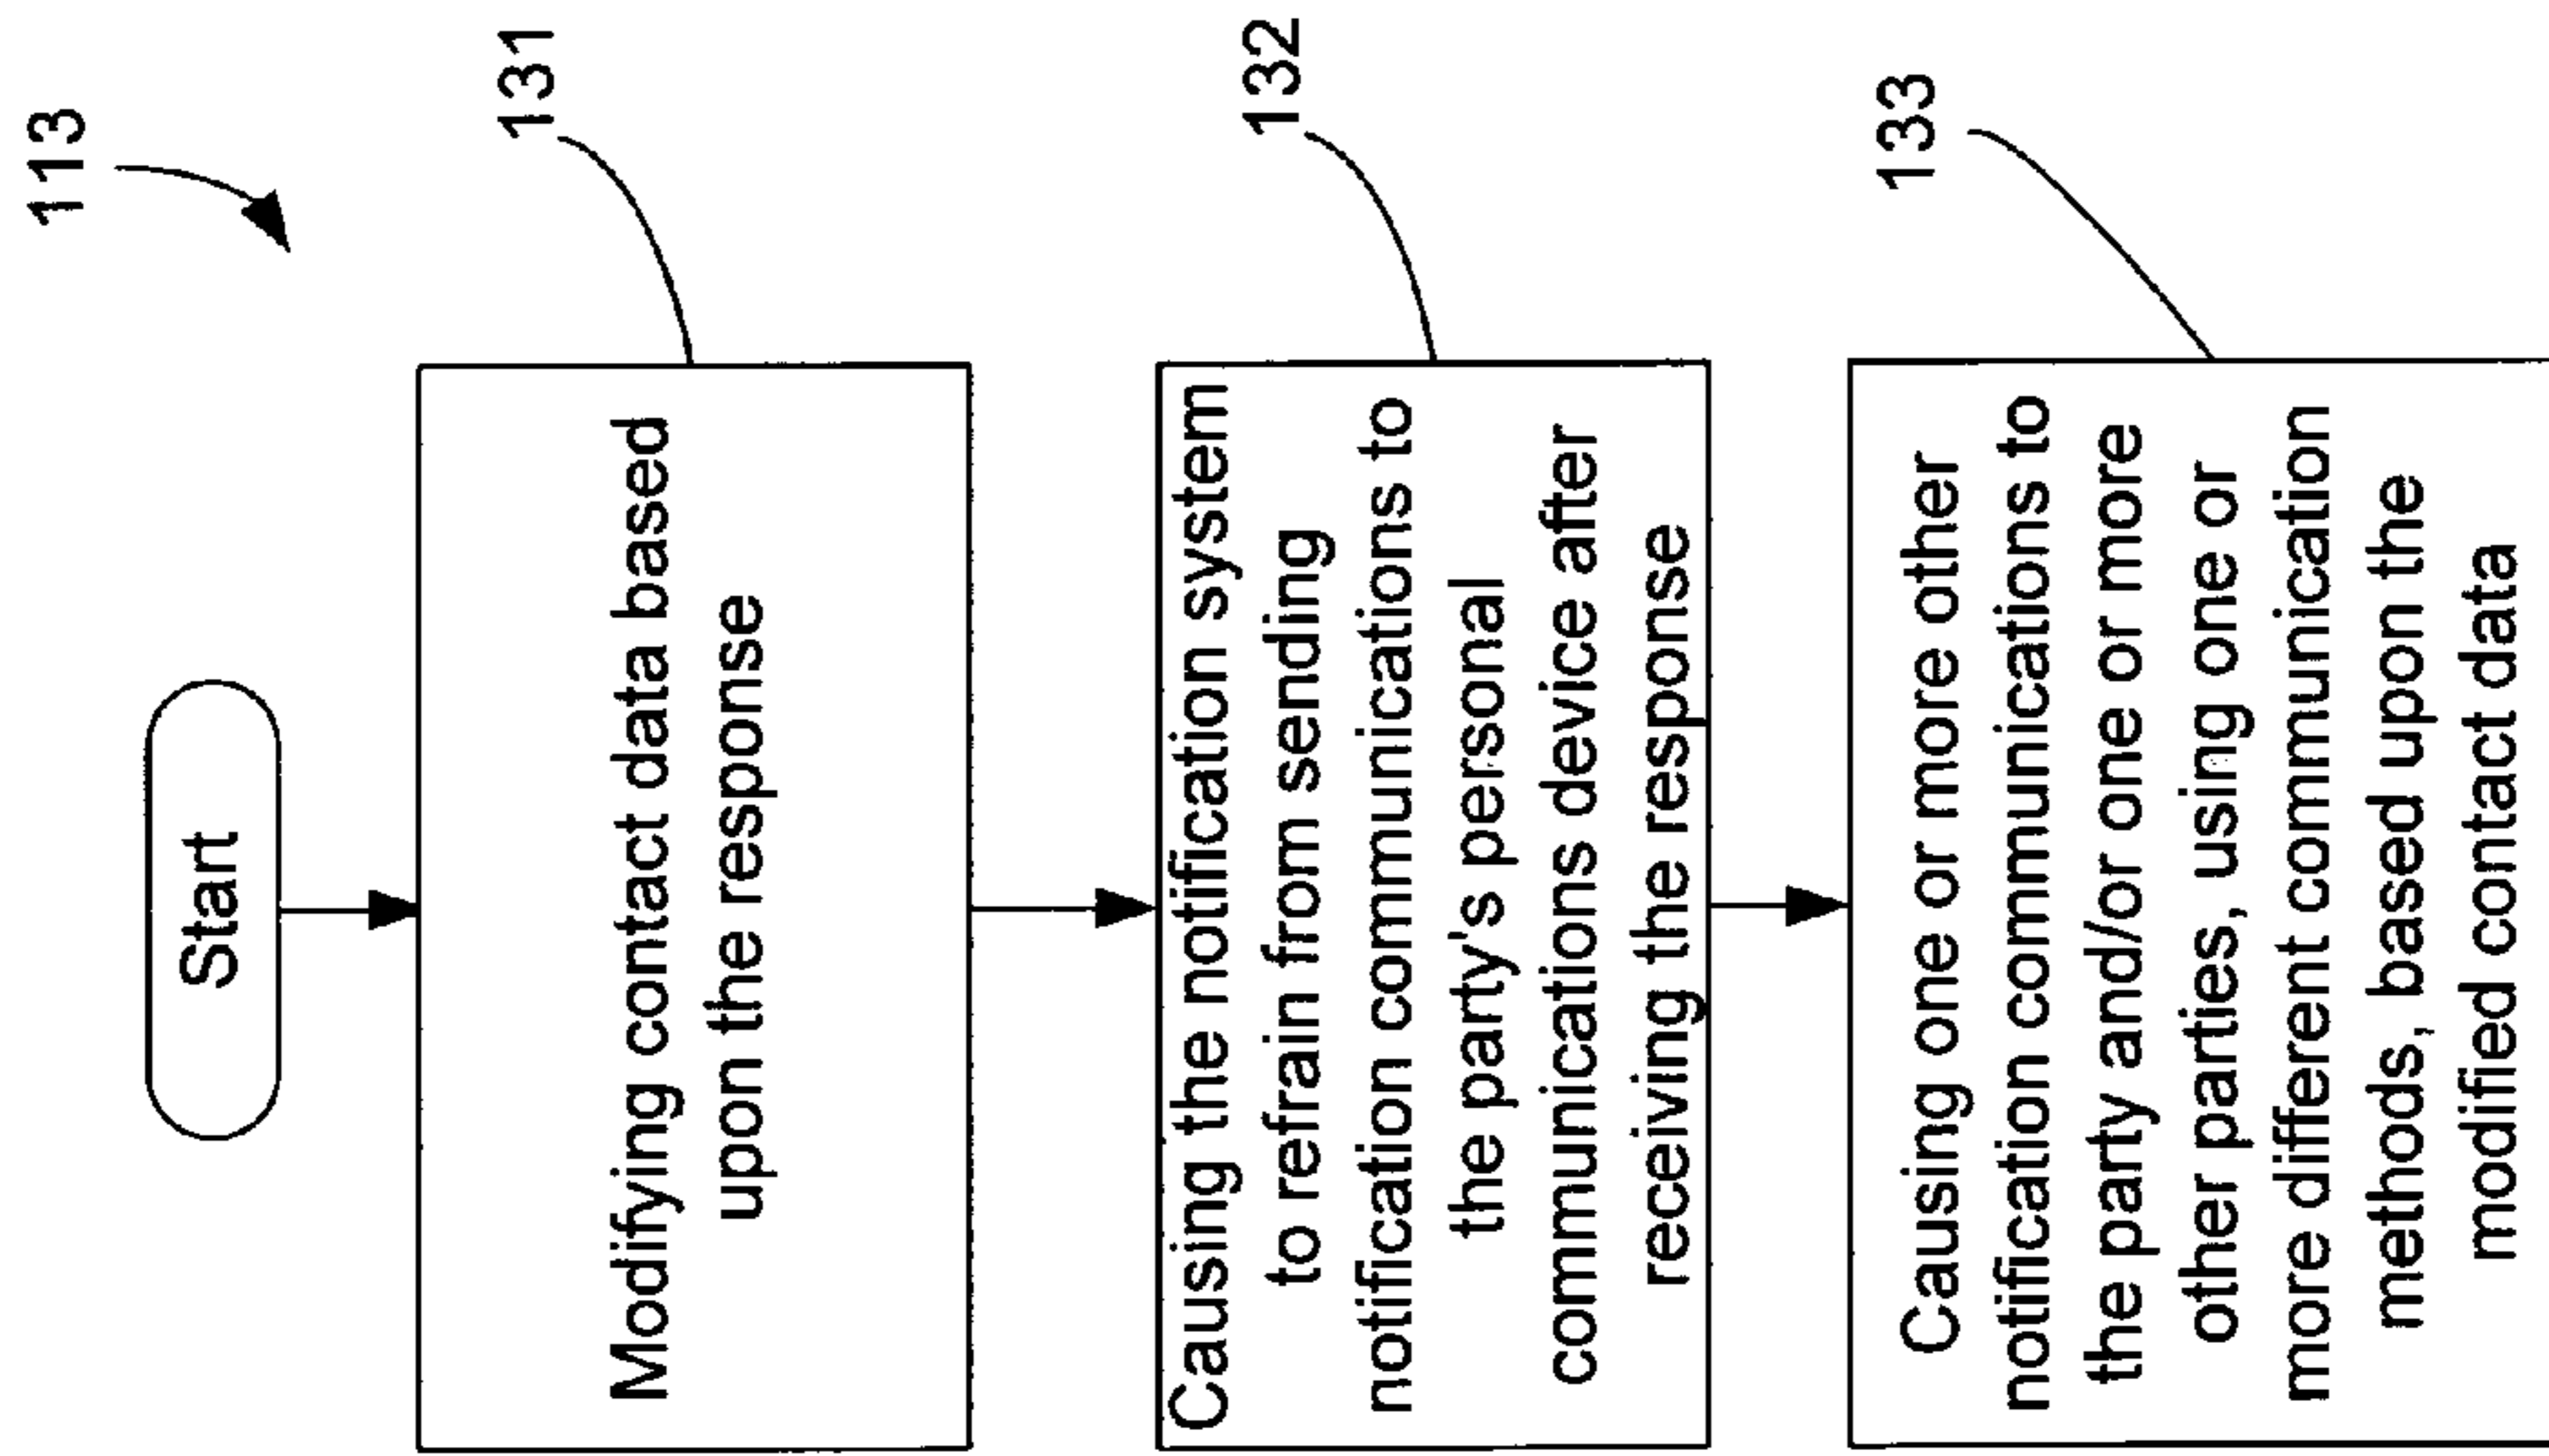 113
Start
131
Modifying contact data based
upon the response
132
Causing the notification system
to refrain from sending
notification communications to
the party's personal
communications device after
receiving the response
133
Causing one or more other
notification communications to
the party and/or one or more
other parties, using one or
more different communication
methods, based upon the
modified contact data